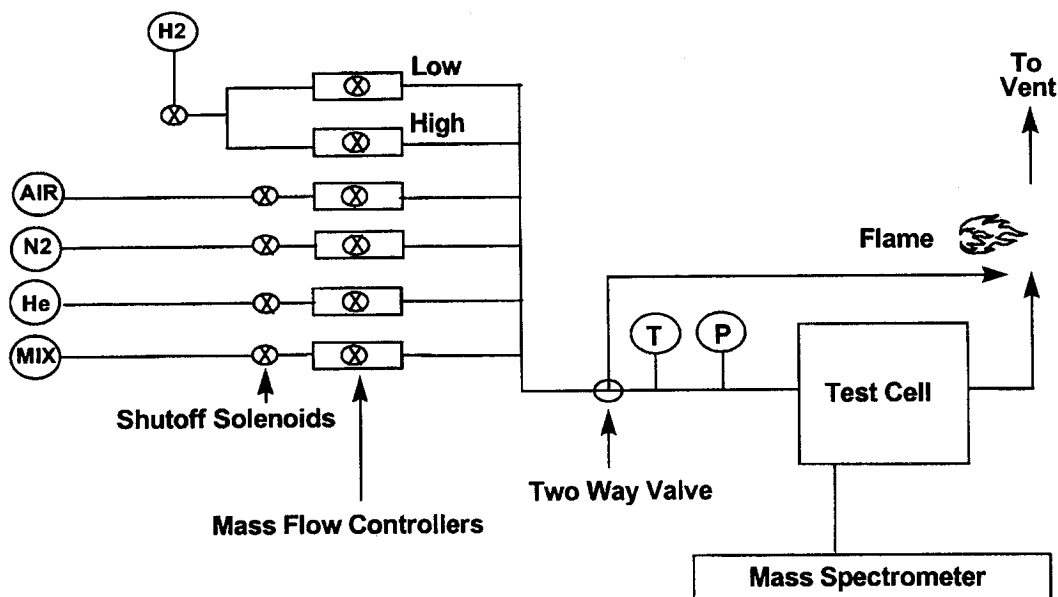 H2
Low
High
AIR
N2
He
MIX
Shutoff Solenoids
Mass Flow Controllers
To
Vent
Flame
T
P
Test Cell
Two Way Valve
Mass Spectrometer